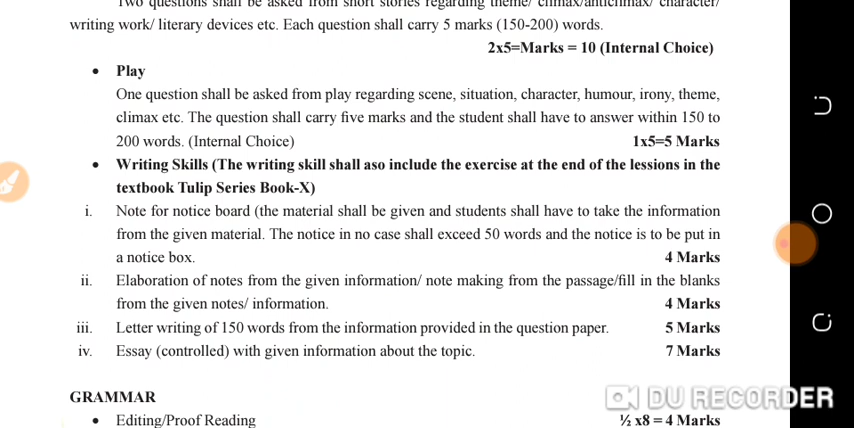 Two questions shall be asked from short stories regarding theme/ climax/anticlimax/ character/
writing work/ literary devices etc. Each question shall carry 5 marks (150-200) words.
2x5=Marks = 10 (Internal Choice)
• Play
One question shall be asked from play regarding scene, situation, character, humour, irony, theme,
climax etc. The question shall carry five marks and the student shall have to answer within 150 to
200 words. (Internal Choice) 1x5=5 Marks
• Writing Skills (The writing skill shall aso include the exercise at the end of the lessions in the
textbook Tulip Series Book-X)
i. Note for notice board (the material shall be given and students shall have to take the information
from the given material. The notice in no case shall exceed 50 words and the notice is to be put in
a notice box. 4 Marks
ii. Elaboration of notes from the given information/ note making from the passage/fill in the blanks
from the given notes/ information. 4 Marks
iii. Letter writing of 150 words from the information provided in the question paper. 5 Marks
iv. Essay (controlled) with given information about the topic. 7 Marks
GRAMMAR
DU RECORDER
• Editing/Proof Reading ½ x8 = 4 Marks